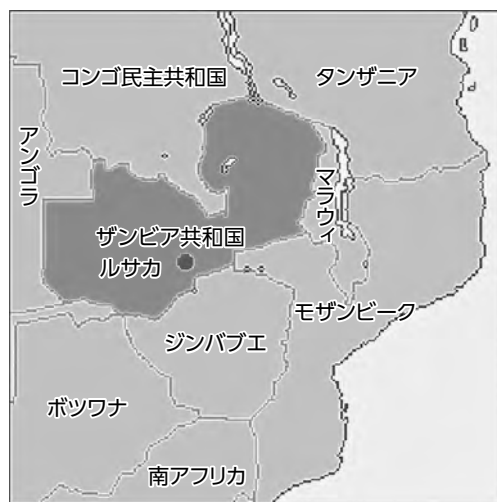 コンゴ民主共和国
タンザニア
アンゴラ
マラウィ
ザンビア共和国
ルサカ
モザンビーク
ジンバブエ
ボツワナ
南アフリカ